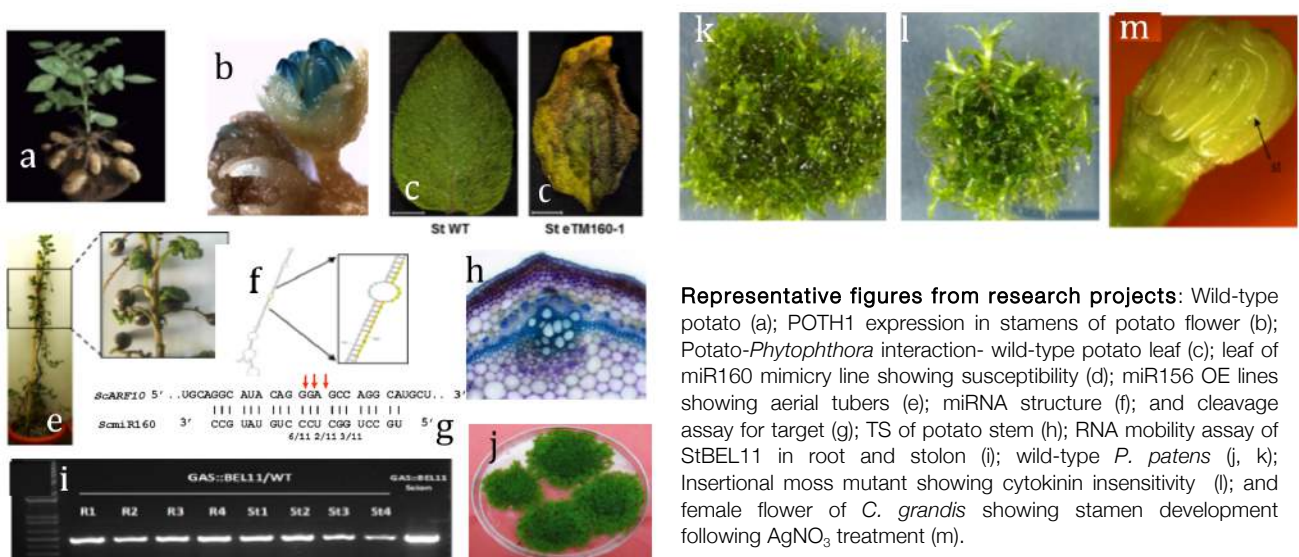 a
b
c
St WT
c
St eTM160-1
k
l
m
e
f
h
ScARF10 5' ..UGCAGGC AUA CAG GGA GCC AGG CAUGCU.. 3'
ScmiR160 3' CCG UAU GUC CCU CGG UCC GU 5'
6/11 2/11 3/11
g
i
GAS::BEL11/WT
GAS::BEL11
Scion
R1 R2 R3 R4 St1 St2 St3 St4
j
Representative figures from research projects: Wild-type
potato (a); POTH1 expression in stamens of potato flower (b);
Potato-Phytophthora interaction- wild-type potato leaf (c); leaf of
miR160 mimicry line showing susceptibility (d); miR156 OE lines
showing aerial tubers (e); miRNA structure (f); and cleavage
assay for target (g); TS of potato stem (h); RNA mobility assay of
StBEL11 in root and stolon (i); wild-type P. patens (j, k);
Insertional moss mutant showing cytokinin insensitivity (l); and
female flower of C. grandis showing stamen development
following AgNO3 treatment (m).